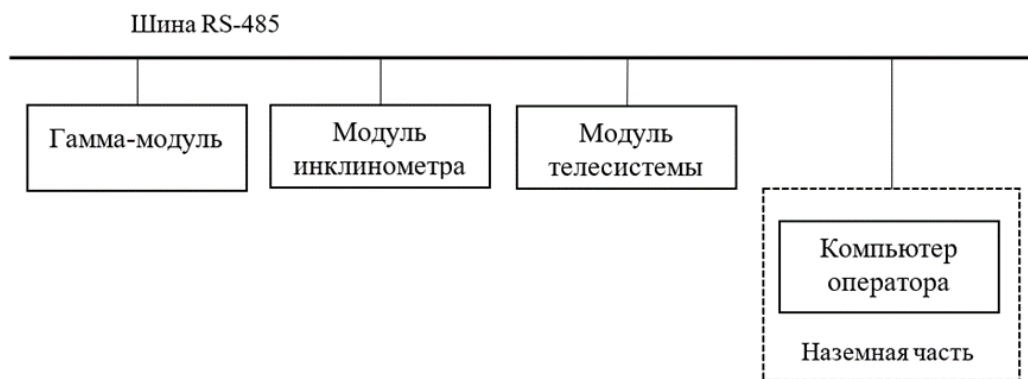 Шина RS-485
Гамма-модуль
Модуль
инклинометра
Модуль
телесистемы
Компьютер
оператора
Наземная часть